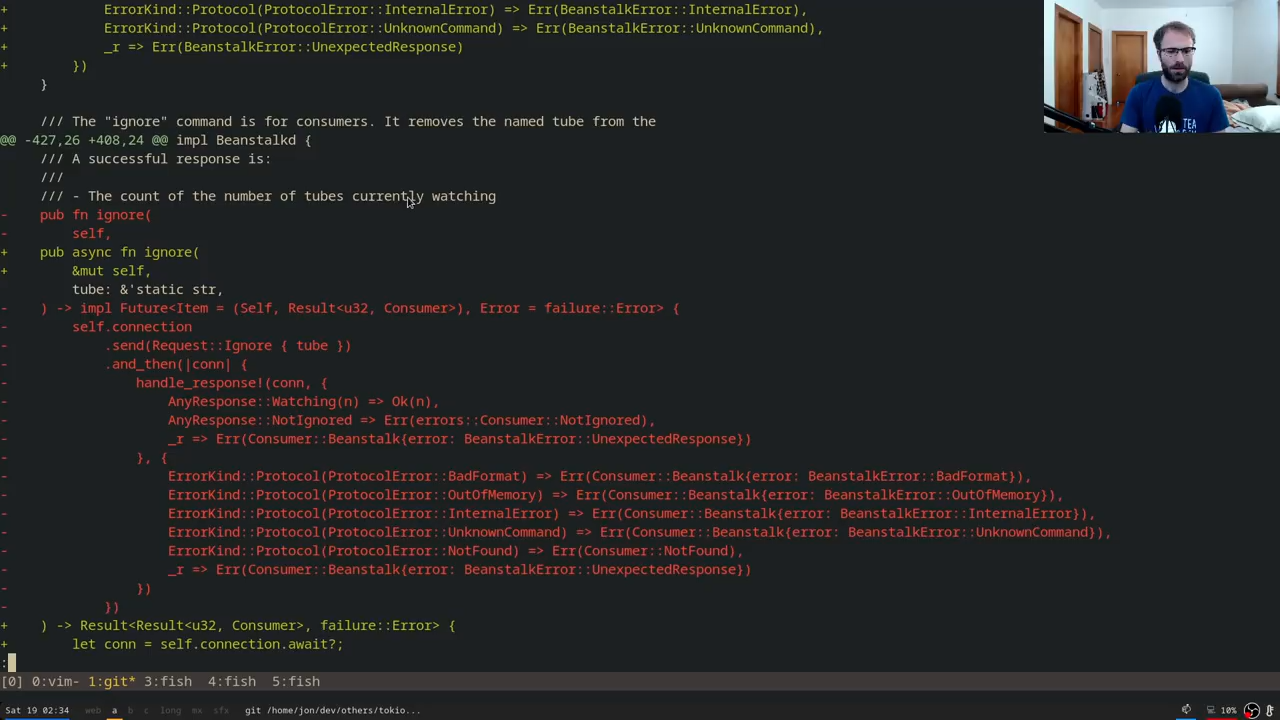 +            ErrorKind::Protocol(ProtocolError::InternalError) => Err(BeanstalkError::InternalError),
+            ErrorKind::Protocol(ProtocolError::UnknownCommand) => Err(BeanstalkError::UnknownCommand),
+            _r => Err(BeanstalkError::UnexpectedResponse)
+        })
     }

     /// The "ignore" command is for consumers. It removes the named tube from the
@@ -427,26 +408,24 @@ impl Beanstalkd {
     /// A successful response is:
     ///
     /// - The count of the number of tubes currently watching
-    pub fn ignore(
-        self,
+    pub async fn ignore(
+        &mut self,
         tube: &'static str,
-    ) -> impl Future<Item = (Self, Result<u32, Consumer>), Error = failure::Error> {
-        self.connection
-            .send(Request::Ignore { tube })
-            .and_then(|conn| {
-                handle_response!(conn, {
-                    AnyResponse::Watching(n) => Ok(n),
-                    AnyResponse::NotIgnored => Err(errors::Consumer::NotIgnored),
-                    _r => Err(Consumer::Beanstalk{error: BeanstalkError::UnexpectedResponse})
-                }, {
-                    ErrorKind::Protocol(ProtocolError::BadFormat) => Err(Consumer::Beanstalk{error: BeanstalkError::BadFormat}),
-                    ErrorKind::Protocol(ProtocolError::OutOfMemory) => Err(Consumer::Beanstalk{error: BeanstalkError::OutOfMemory}),
-                    ErrorKind::Protocol(ProtocolError::InternalError) => Err(Consumer::Beanstalk{error: BeanstalkError::InternalError}),
-                    ErrorKind::Protocol(ProtocolError::UnknownCommand) => Err(Consumer::Beanstalk{error: BeanstalkError::UnknownCommand}),
-                    ErrorKind::Protocol(ProtocolError::NotFound) => Err(Consumer::NotFound),
-                    _r => Err(Consumer::Beanstalk{error: BeanstalkError::UnexpectedResponse})
-                })
-            })
+    ) -> Result<Result<u32, Consumer>, failure::Error> {
+        let conn = self.connection.await?;
:
[0] 0:vim- 1:git* 3:fish  4:fish  5:fish
Sat 19 02:34 web a b c long mx sfx git /home/jon/dev/others/tokio... 10%